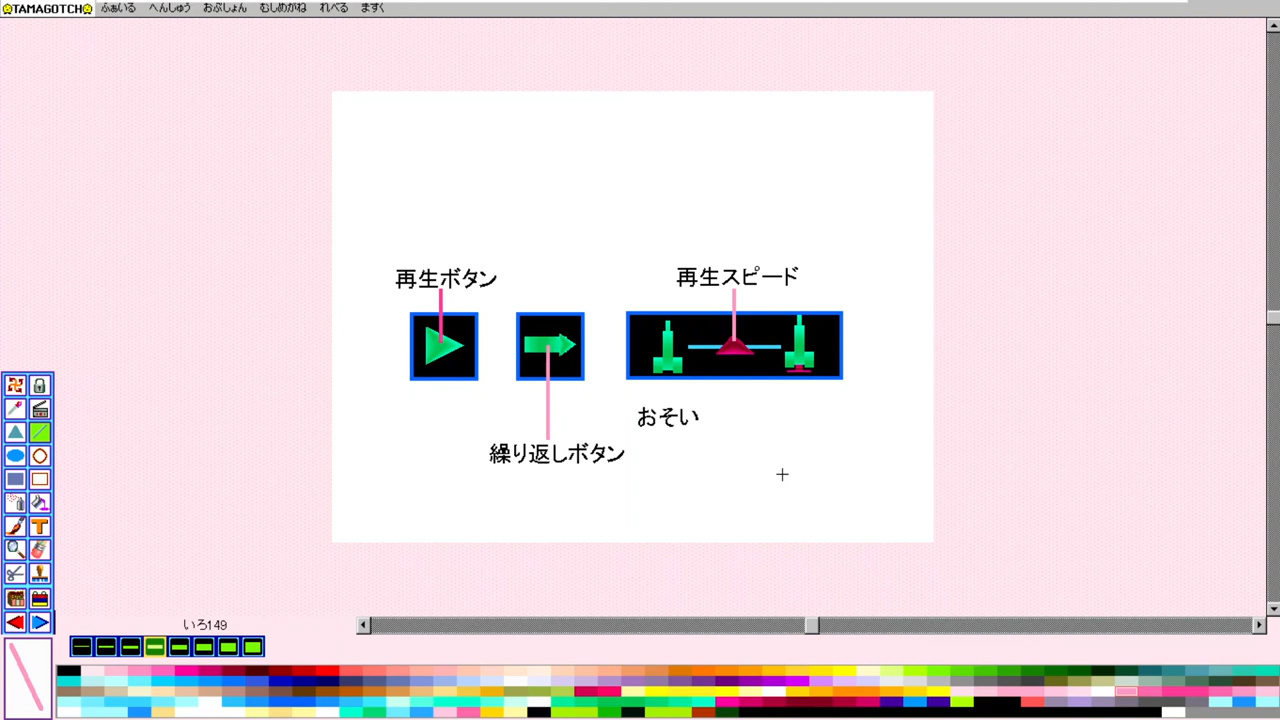 TAMAGOTCH ふぁいる へんしゅう おぷしょん むしめがね れべる ますく
再生ボタン 再生スピード
おそい
繰り返しボタン
いろ149
T